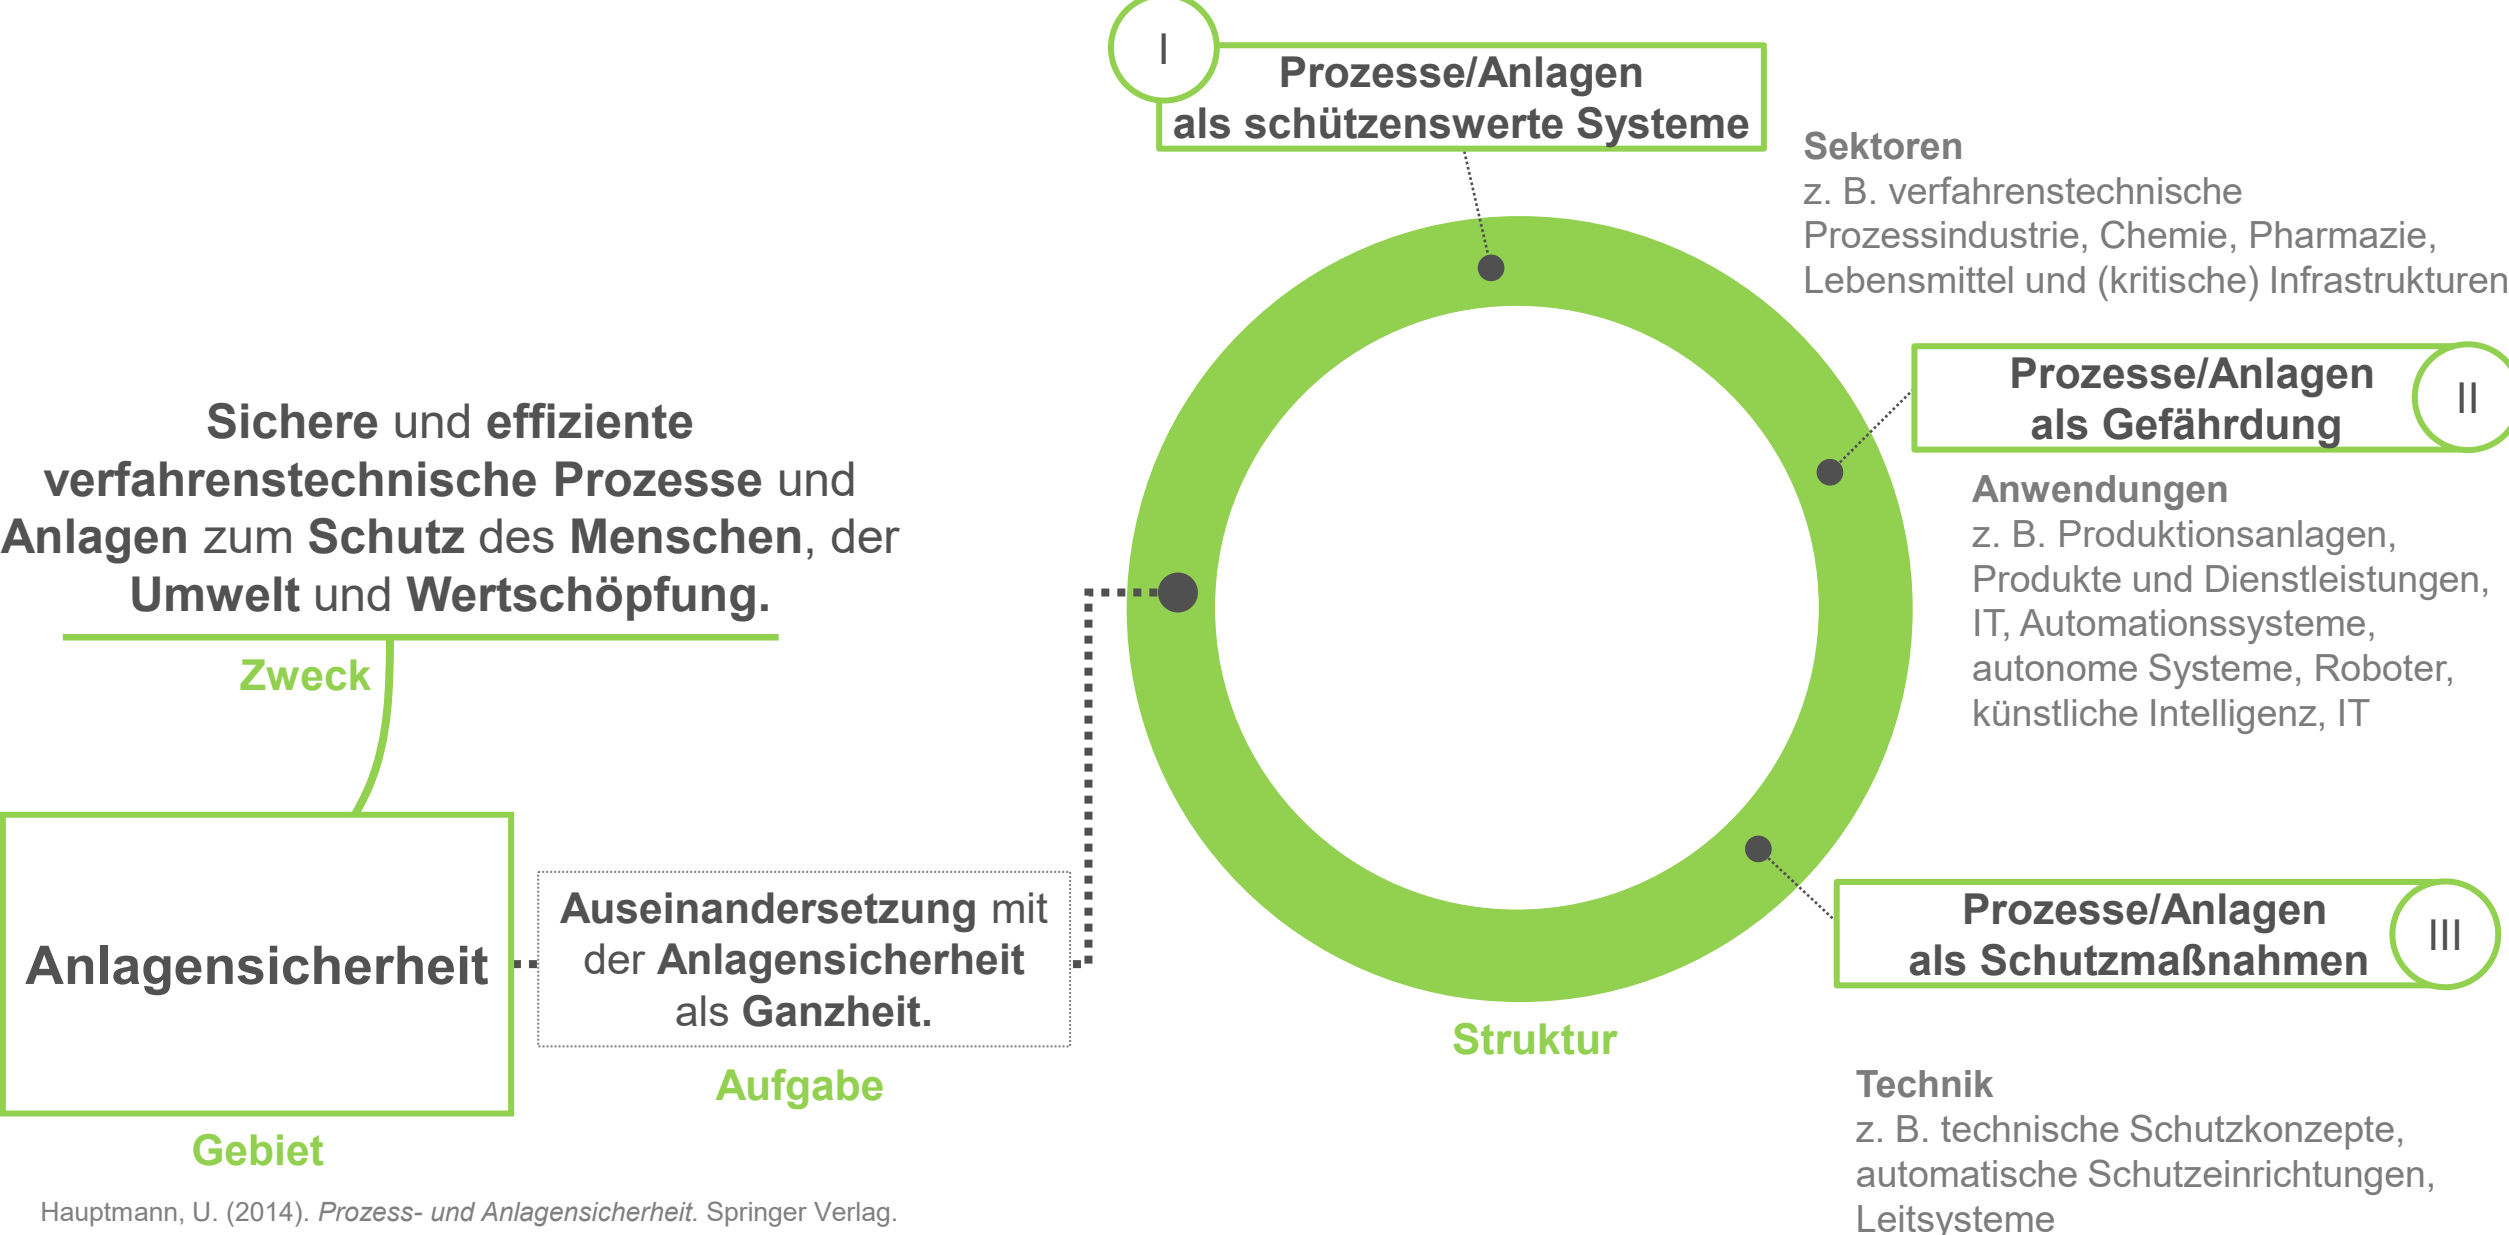 I
Prozesse/Anlagen
als schützenswerte Systeme
Sektoren
z. B. verfahrenstechnische
Prozessindustrie, Chemie, Pharmazie,
Lebensmittel und (kritische) Infrastrukturen
Prozesse/Anlagen
als Gefährdung
II
Anwendungen
z. B. Produktionsanlagen,
Produkte und Dienstleistungen,
IT, Automationssysteme,
autonome Systeme, Roboter,
künstliche Intelligenz, IT
Sichere und effiziente
verfahrenstechnische Prozesse und
Anlagen zum Schutz des Menschen, der
Umwelt und Wertschöpfung.
Zweck
Anlagensicherheit
Gebiet
Auseinandersetzung mit
der Anlagensicherheit
als Ganzheit.
Aufgabe
Struktur
Prozesse/Anlagen
als Schutzmaßnahmen
III
Technik
z. B. technische Schutzkonzepte,
automatische Schutzeinrichtungen,
Leitsysteme
Hauptmann, U. (2014). Prozess- und Anlagensicherheit. Springer Verlag.